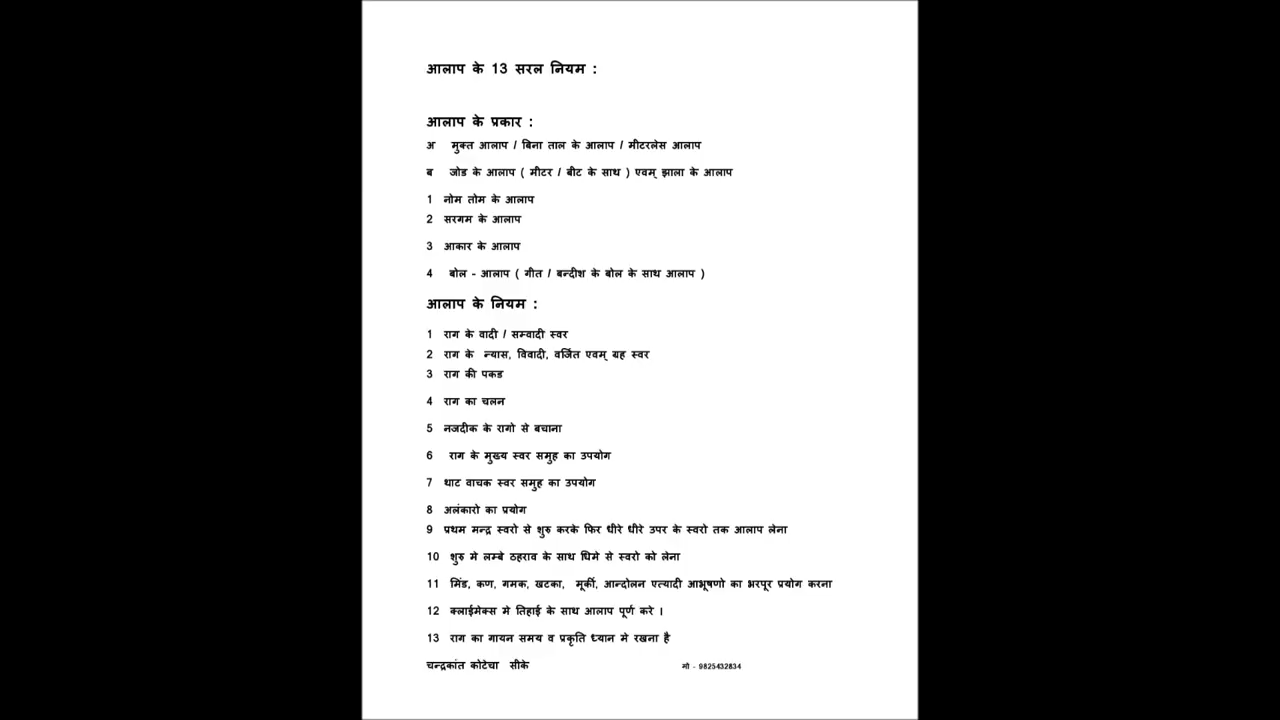 आलाप के 13 सरल नियम :
आलाप के प्रकार :
अ मुक्त आलाप / बिना ताल के आलाप / मीटरलेस आलाप
ब जोड के आलाप ( मीटर / बीट के साथ ) एवम् झाला के आलाप
1 नोम तोम के आलाप
2 सरगम के आलाप
3 आकार के आलाप
4 बोल - आलाप ( गीत / बन्दीश के बोल के साथ आलाप )
आलाप के नियम :
1 राग के वादी / सम्वादी स्वर
2 राग के न्यास, विवादी, वर्जित एवम् ग्रह स्वर
3 राग की पकड
4 राग का चलन
5 नजदीक के रागो से बचाना
6 राग के मुख्य स्वर समुह का उपयोग
7 थाट वाचक स्वर समुह का उपयोग
8 अलंकारो का प्रयोग
9 प्रथम मन्द्र स्वरो से शुरु करके फिर धीरे धीरे उपर के स्वरो तक आलाप लेना
10 शुरु मे लम्बे ठहराव के साथ धिमे से स्वरो को लेना
11 मिंड, कण, गमक, खटका, मूर्की, आन्दोलन एत्यादी आभूषणो का भरपूर प्रयोग करना
12 क्लाईमेक्स मे तिहाई के साथ आलाप पूर्ण करे ।
13 राग का गायन समय व प्रकृति ध्यान मे रखना है
चन्द्रकांत कोटेचा सीके मो - 9825432834